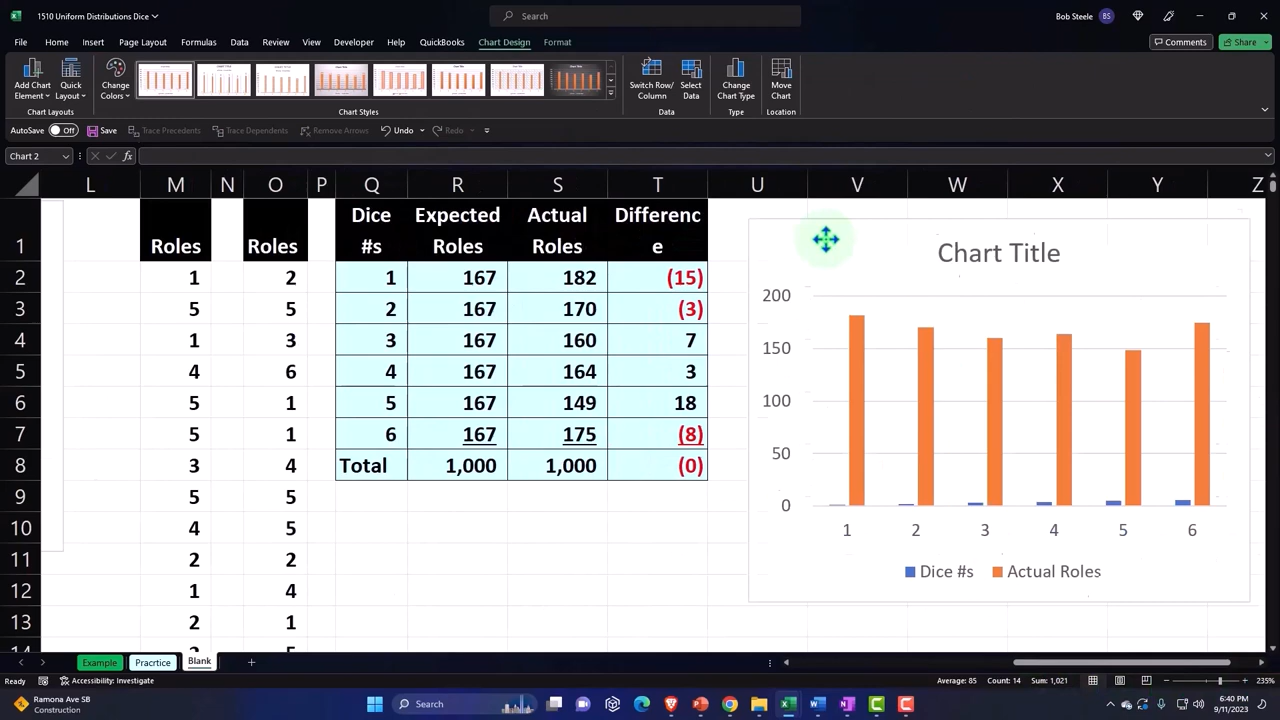 1510 Uniform Distributions Dice
Search
Bob Steele
BS
File Home Insert Page Layout Formulas Data Review View Developer Help QuickBooks Chart Design Format
Comments
Share
Add Chart Element
Quick Layout
Change Colors
Switch Row/ Column
Select Data
Change Chart Type
Move Chart
Chart Layouts
Chart Styles
Data
Type
Location
AutoSave Off Save Trace Precedents Trace Dependents Remove Arrows Undo Redo
Chart 2
fx
L M N O P Q R S T U V W X Y Z
1 Roles Roles Dice #s Expected Roles Actual Roles Differenc e
2 1 2 1 167 182 (15)
3 5 5 2 167 170 (3)
4 1 3 3 167 160 7
5 4 6 4 167 164 3
6 5 1 5 167 149 18
7 5 1 6 167 175 (8)
8 3 4 Total 1,000 1,000 (0)
9 5 5
10 4 5
11 2 2
12 1 4
13 2 1
14
Chart Title
200
150
100
50
0
1 2 3 4 5 6
Dice #s Actual Roles
Example Pracrtice Blank
Ready
Accessibility: Investigate
Average: 85 Count: 14 Sum: 1,021
235%
Ramona Ave SB
Construction
Search
6:40 PM
9/11/2023